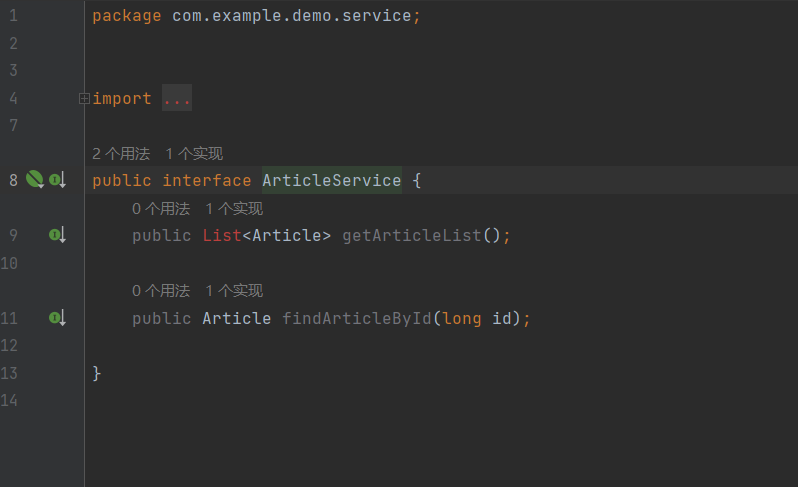 1 package com.example.demo.service;
2
3
4 import ...
7
2 个用法 1 个实现
8 public interface ArticleService {
0 个用法 1 个实现
9 public List<Article> getArticleList();
10
0 个用法 1 个实现
11 public Article findArticleById(long id);
12
13 }
14